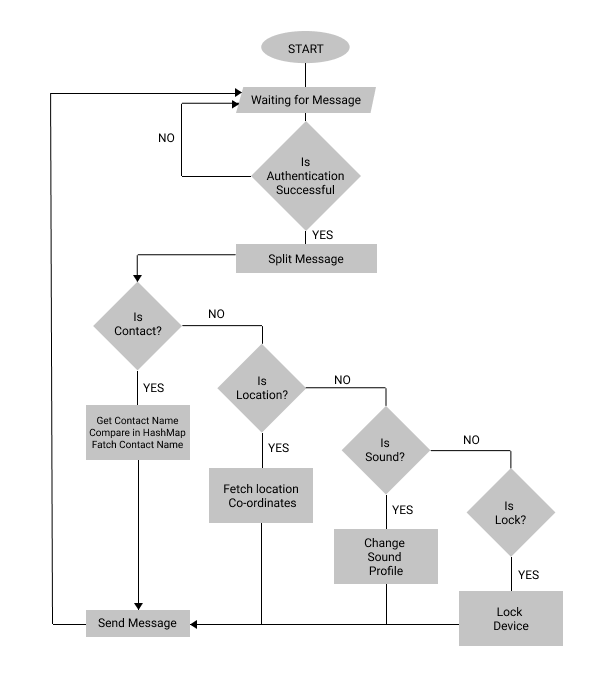 START
Waiting for Message
NO
Is
Authentication
Successful
YES
Split Message
Is
Contact?
NO
YES
Get Contact Name
Compare in HashMap
Fatch Contact Name
Is
Location?
NO
YES
Fetch location
Co-ordinates
Is
Sound?
NO
YES
Change
Sound
Profile
Is
Lock?
YES
Lock
Device
Send Message